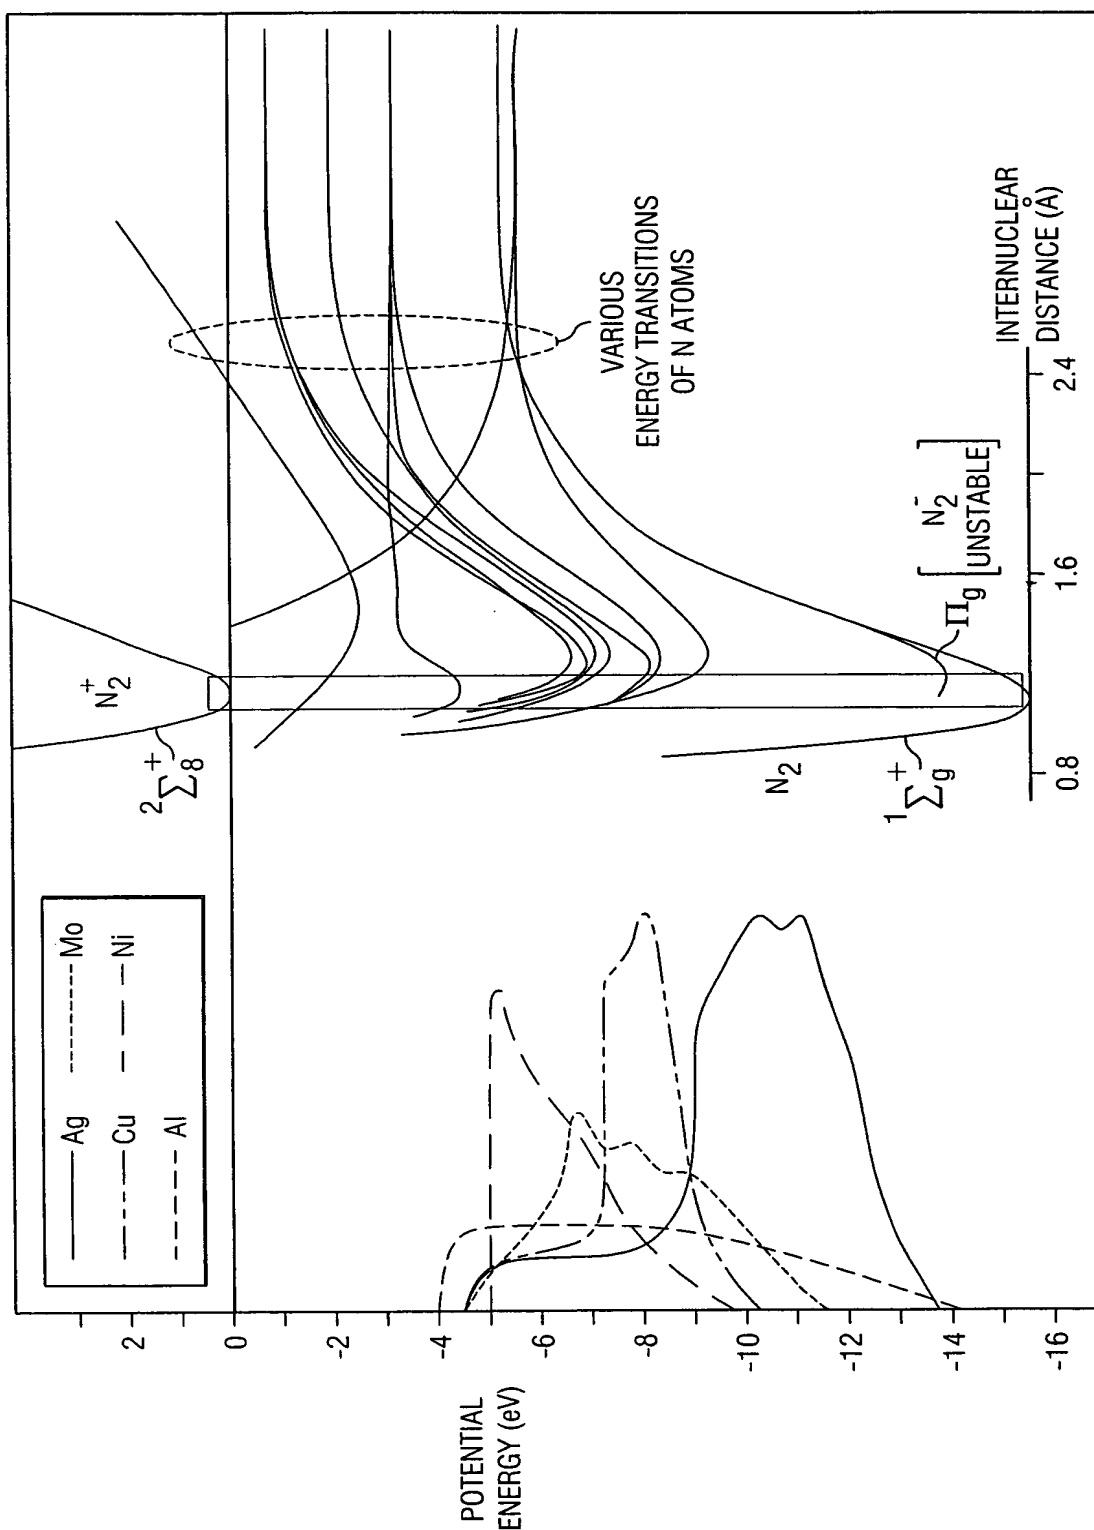 Ag
Mo
Cu
Ni
Al
N₂⁺
²Σ₈⁺
2
0
-2
-4
-6
-8
-10
-12
-14
-16
POTENTIAL
ENERGY (eV)
VARIOUS
ENERGY TRANSITIONS
OF N ATOMS
N₂
¹Σg⁺
Πg [N₂⁻
UNSTABLE]
0.8
1.6
2.4
INTERNUCLEAR
DISTANCE (Å)